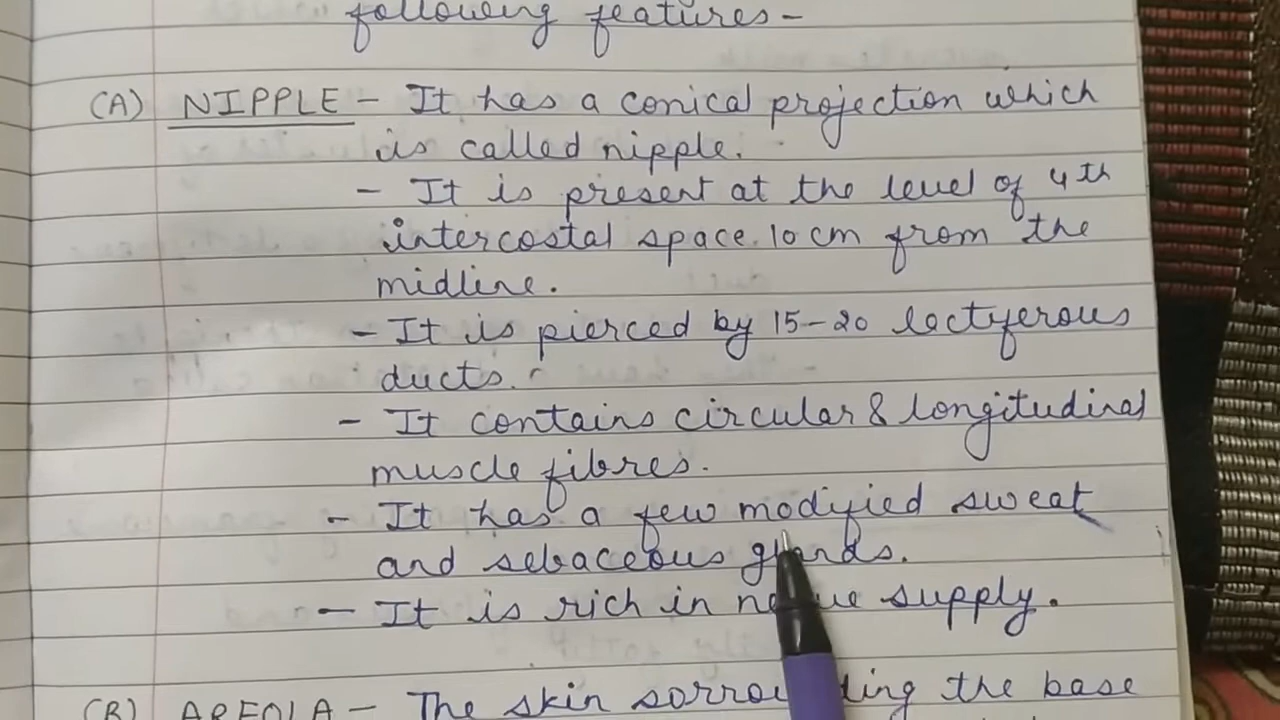 following features-
(A) NIPPLE - It has a conical projection which
is called nipple.
- It is present at the level of 4th
intercostal space. 10 cm from the
midline.
- It is pierced by 15-20 lectiferous
ducts.
- It contains circular & longitudinal
muscle fibres.
- It has a few modified sweat
and sebaceous glands.
- It is rich in nerve supply.
(B) AREOLA - The skin sorrounding the base